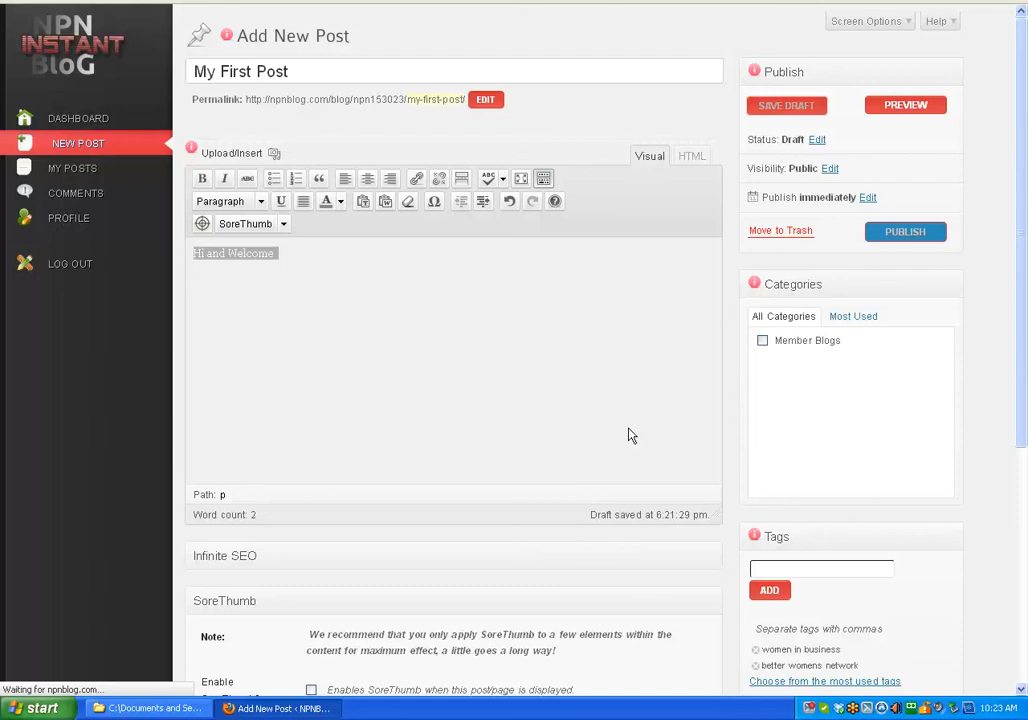 NPN
INSTANT
BLOG
DASHBOARD
NEW POST
MY POSTS
COMMENTS
PROFILE
LOG OUT
Screen Options
Help
Add New Post
My First Post
Permalink: http://npnblog.com/blog/npn153023/my-first-post/ EDIT
Upload/Insert
Visual
HTML
B I ABC
ABC
Paragraph U A
SoreThumb
Hi and Welcome
Path: p
Word count: 2
Draft saved at 6:21:29 pm.
Infinite SEO
SoreThumb
Note: We recommend that you only apply SoreThumb to a few elements within the
content for maximum effect, a little goes a long way!
Enable
Enables SoreThumb when this post/page is displayed.
Publish
SAVE DRAFT
PREVIEW
Status: Draft Edit
Visibility: Public Edit
Publish immediately Edit
Move to Trash
PUBLISH
Categories
All Categories
Most Used
Member Blogs
Tags
ADD
Separate tags with commas
women in business
better womens network
Choose from the most used tags
Waiting for npnblog.com...
start
C:\Documents and Se...
Add New Post < NPNB...
10:23 AM